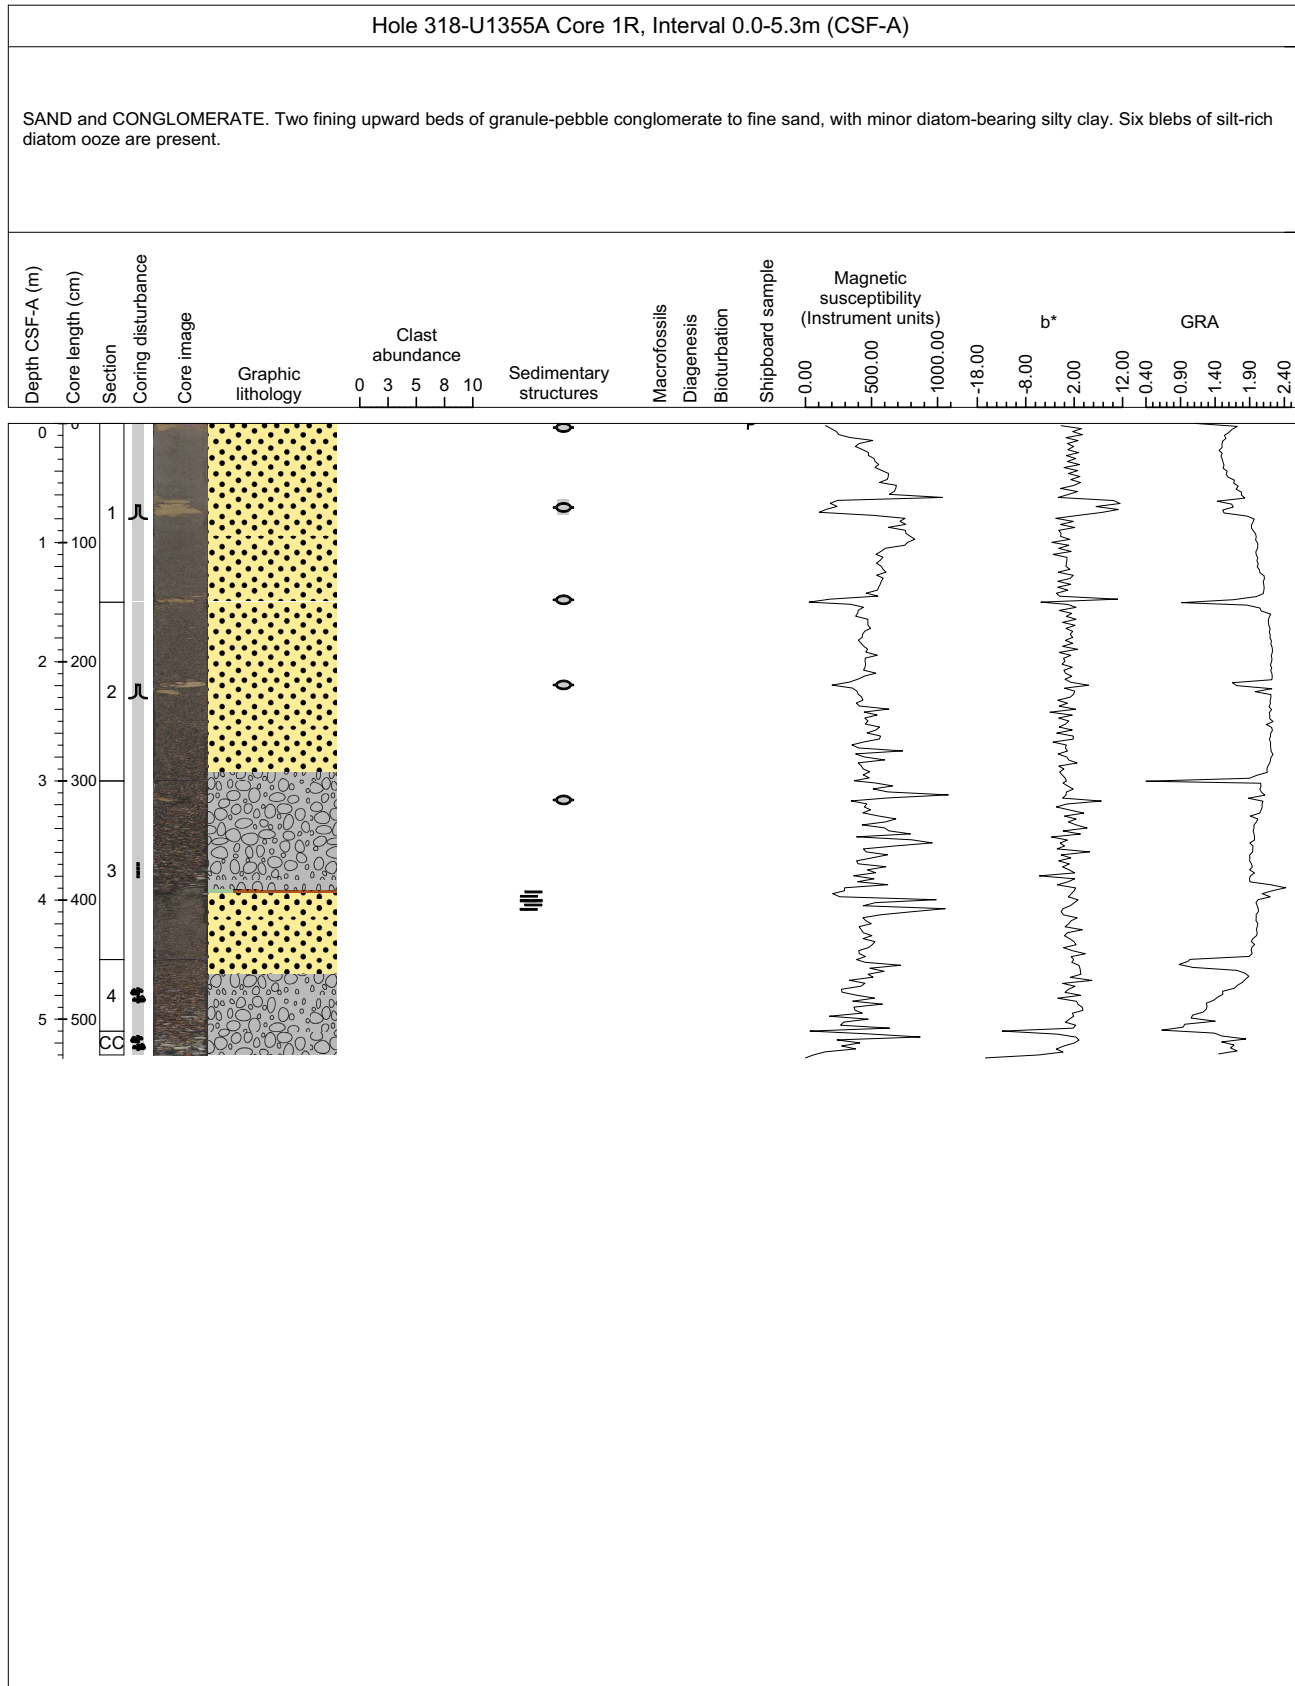 Hole 318-U1355A Core 1R, Interval 0.0-5.3m (CSF-A)
SAND and CONGLOMERATE. Two fining upward beds of granule-pebble conglomerate to fine sand, with minor diatom-bearing silty clay. Six blebs of silt-rich
diatom ooze are present.
Depth CSF-A (m)
Core length (cm)
Section
Coring disturbance
Core image
Graphic
lithology
Clast
abundance
0 3 5 8 10
Sedimentary
structures
Macrofossils
Diagenesis
Bioturbation
Shipboard sample
Magnetic
susceptibility
(Instrument units)
0.00 500.00 1000.00
b*
-18.00 -8.00 2.00 12.00
GRA
0.40 0.90 1.40 1.90 2.40
0 0
1
1 100
2 200
2
3 300
3
4 400
4
5 500
CC